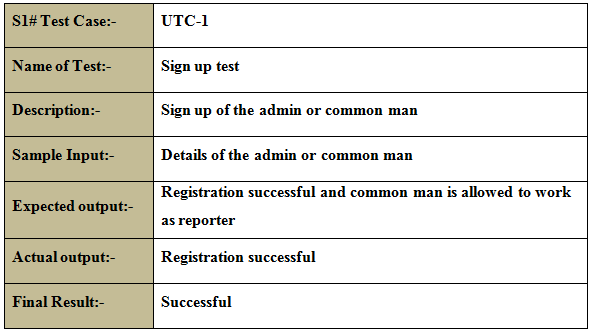 S1# Test Case:- UTC-1
Name of Test:- Sign up test
Description:- Sign up of the admin or common man
Sample Input:- Details of the admin or common man
Expected output:- Registration successful and common man is allowed to work
as reporter
Actual output:- Registration successful
Final Result:- Successful